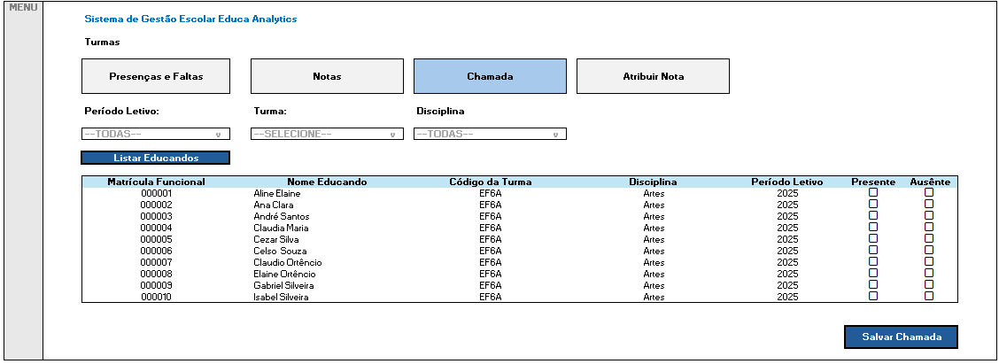 MENU
Sistema de Gestão Escolar Educa Analytics
Turmas
Presenças e Faltas Notas Chamada Atribuir Nota
Período Letivo: Turma: Disciplina
--TODAS-- v --SELECIONE-- v --TODAS-- v
Listar Educandos
Matrícula Funcional Nome Educando Código da Turma Disciplina Período Letivo Presente Ausênte
000001 Aline Elaine EF6A Artes 2025
000002 Ana Clara EF6A Artes 2025
000003 André Santos EF6A Artes 2025
000004 Claudia Maria EF6A Artes 2025
000005 Cezar Silva EF6A Artes 2025
000006 Celso Souza EF6A Artes 2025
000007 Claudio Ortêncio EF6A Artes 2025
000008 Elaine Ortêncio EF6A Artes 2025
000009 Gabriel Silveira EF6A Artes 2025
000010 Isabel Silveira EF6A Artes 2025
Salvar Chamada